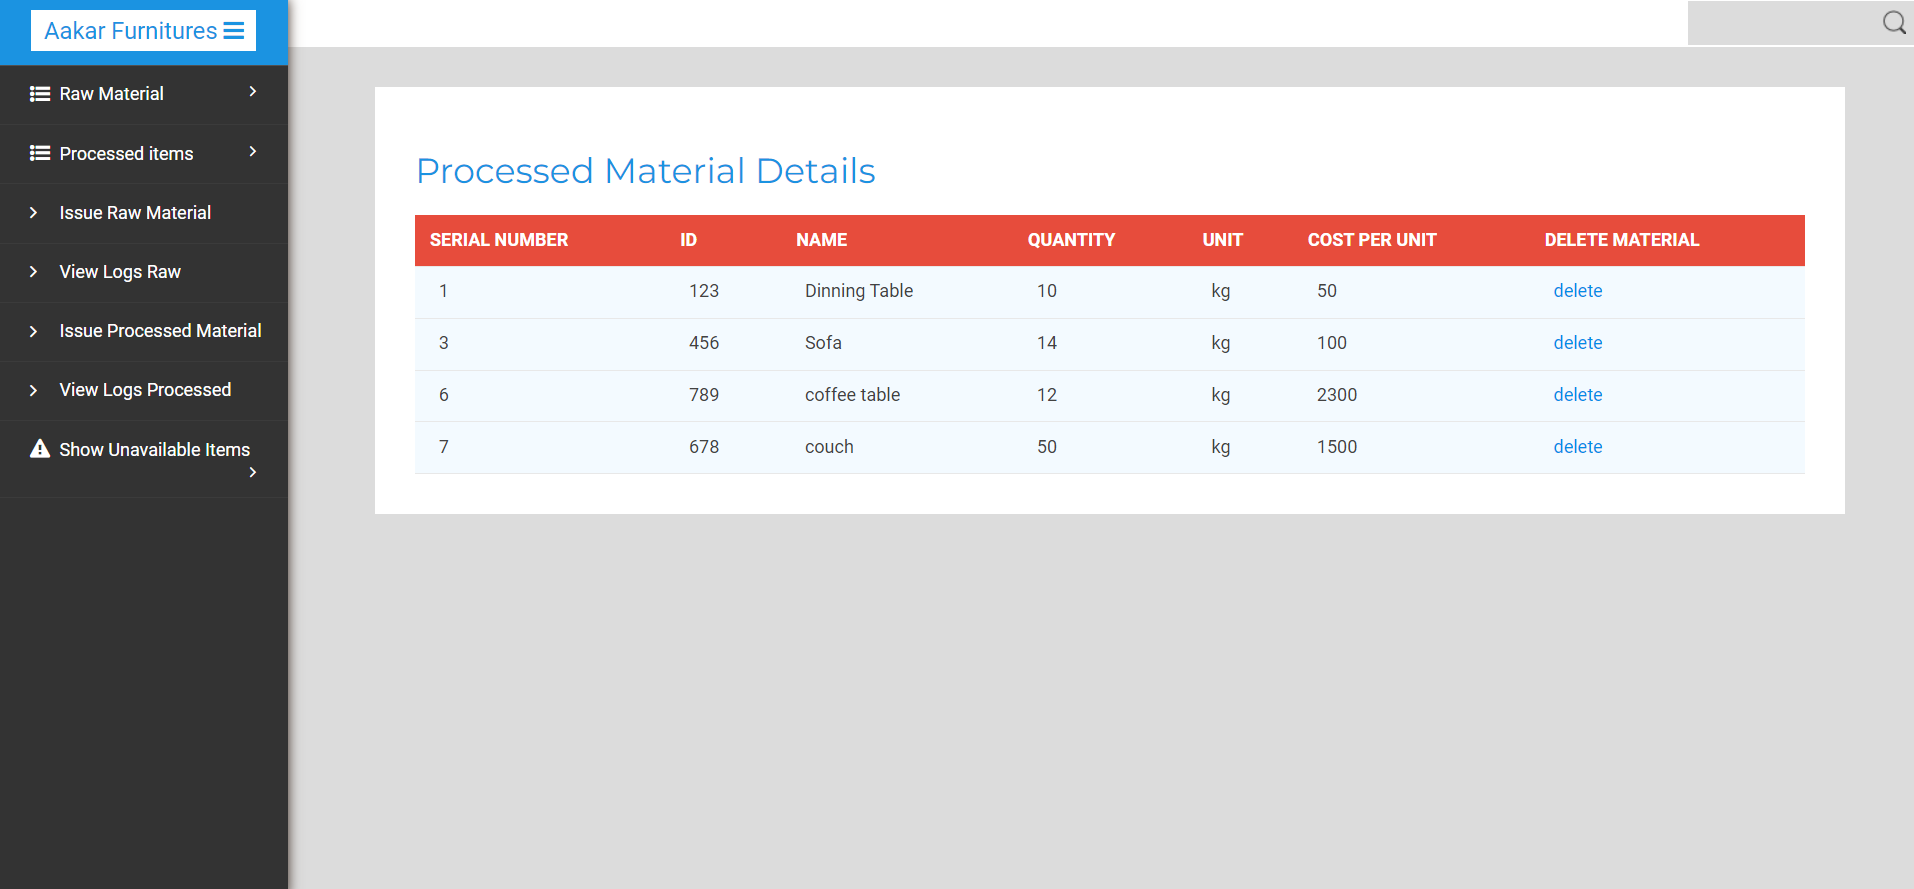 Aakar Furnitures
Raw Material
Processed items
Issue Raw Material
View Logs Raw
Issue Processed Material
View Logs Processed
Show Unavailable Items
Processed Material Details
SERIAL NUMBER ID NAME QUANTITY UNIT COST PER UNIT DELETE MATERIAL
1 123 Dinning Table 10 kg 50 delete
3 456 Sofa 14 kg 100 delete
6 789 coffee table 12 kg 2300 delete
7 678 couch 50 kg 1500 delete